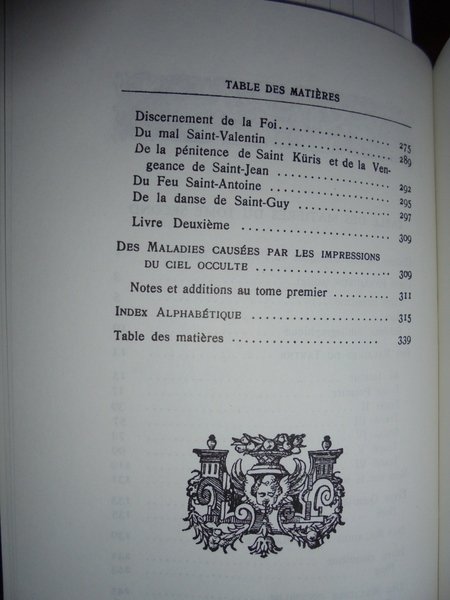 TABLE DES MATIÈRES
Discernement de la Foi . . . . . . . . . . . . . . . . 275
Du mal Saint-Valentin . . . . . . . . . . . . . . . . 289
De la pénitence de Saint Küris et de la Ven-
geance de Saint-Jean . . . . . . . . . . . . . . . . 292
Du Feu Saint-Antoine . . . . . . . . . . . . . . . . 295
De la danse de Saint-Guy . . . . . . . . . . . . . . 297
Livre Deuxième . . . . . . . . . . . . . . . . 309
DES MALADIES CAUSÉES PAR LES IMPRESSIONS
DU CIEL OCCULTE . . . . . . . . . . . . . . . . 309
Notes et additions au tome premier . . . . . . . . 311
INDEX ALPHABÉTIQUE . . . . . . . . . . . . . . . . 315
Table des matières . . . . . . . . . . . . . . . . 339